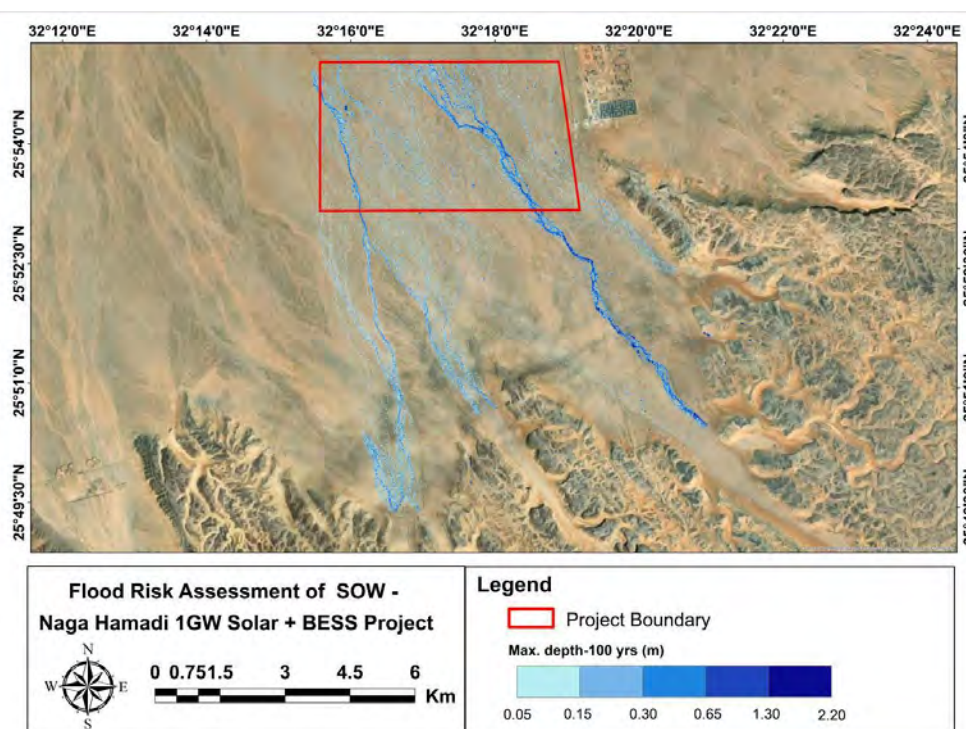 32°12'0"E 32°14'0"E 32°16'0"E 32°18'0"E 32°20'0"E 32°22'0"E 32°24'0"E
25°54'0"N
25°52'30"N
25°51'0"N
25°49'30"N
Flood Risk Assessment of SOW -
Naga Hamadi 1GW Solar + BESS Project
N
W E
S
0 0.75 1.5 3 4.5 6
Km
Legend
Project Boundary
Max. depth-100 yrs (m)
0.05 0.15 0.30 0.65 1.30 2.20